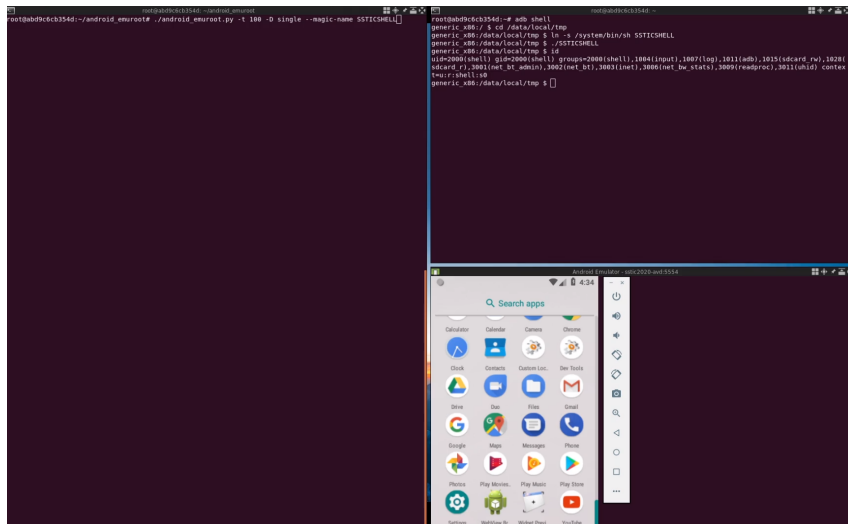 root@abd9c6cb354d: ~/android_emuroot
root@abd9c6cb354d:~/android_emuroot# ./android_emuroot.py -t 100 -D single --magic-name SSTICSHELL
root@abd9c6cb354d: ~
root@abd9c6cb354d:~# adb shell
generic_x86:/ $ cd /data/local/tmp
generic_x86:/data/local/tmp $ ln -s /system/bin/sh SSTICSHELL
generic_x86:/data/local/tmp $ ./SSTICSHELL
generic_x86:/data/local/tmp $ id
uid=2000(shell) gid=2000(shell) groups=2000(shell),1004(input),1007(log),1011(adb),1015(sdcard_rw),1028(
sdcard_r),3001(net_bt_admin),3002(net_bt),3003(inet),3006(net_bw_stats),3009(readproc),3011(uhid) contex
t=u:r:shell:s0
generic_x86:/data/local/tmp $
Android Emulator - sstic2020-avd:5554
4:34
Search apps
Calculator Calendar Camera Chrome
Clock Contacts Custom Loc.. Dev Tools
Drive Duo Files Gmail
Google Maps Messages Phone
Photos Play Movies.. Play Music Play Store
Settings WebView Br.. YouTube